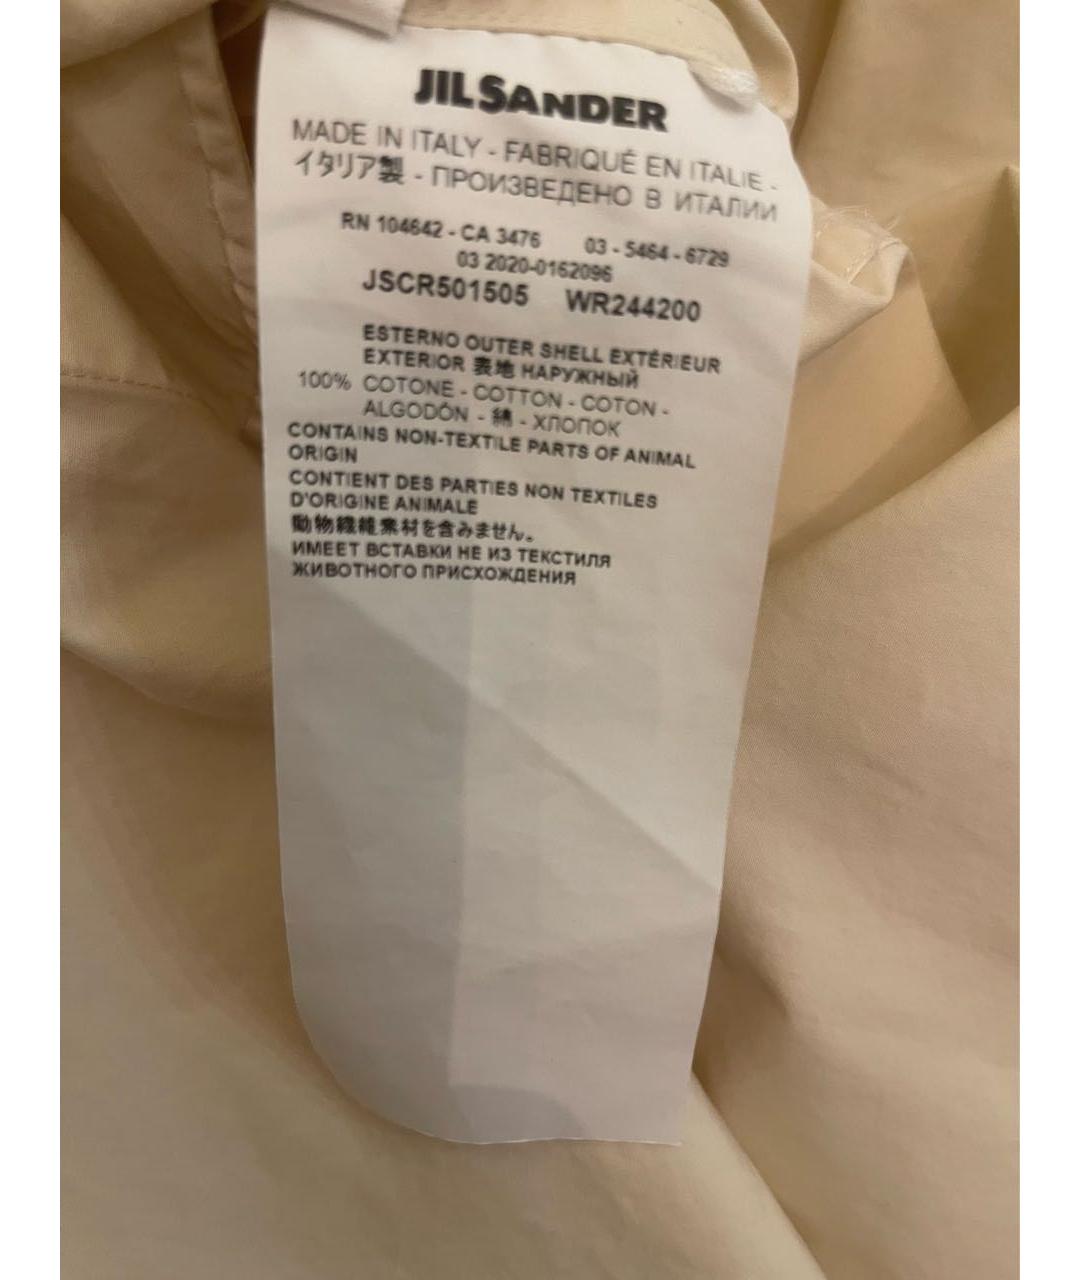 JIL SANDER
MADE IN ITALY - FABRIQUÉ EN ITALIE -
イタリア製 - ПРОИЗВЕДЕНО В ИТАЛИИ
RN 104642 - CA 3476 03 - 5464 - 6729
03 2020-0162096
JSCR501505 WR244200
ESTERNO OUTER SHELL EXTÉRIEUR
EXTERIOR 表地 НАРУЖНЫЙ
100% COTONE - COTTON - COTON -
ALGODÓN - 綿 - ХЛОПОК
CONTAINS NON-TEXTILE PARTS OF ANIMAL
ORIGIN
CONTIENT DES PARTIES NON TEXTILES
D'ORIGINE ANIMALE
動物繊維素材を含みません。
ИМЕЕТ ВСТАВКИ НЕ ИЗ ТЕКСТИЛЯ
ЖИВОТНОГО ПРИСХОЖДЕНИЯ